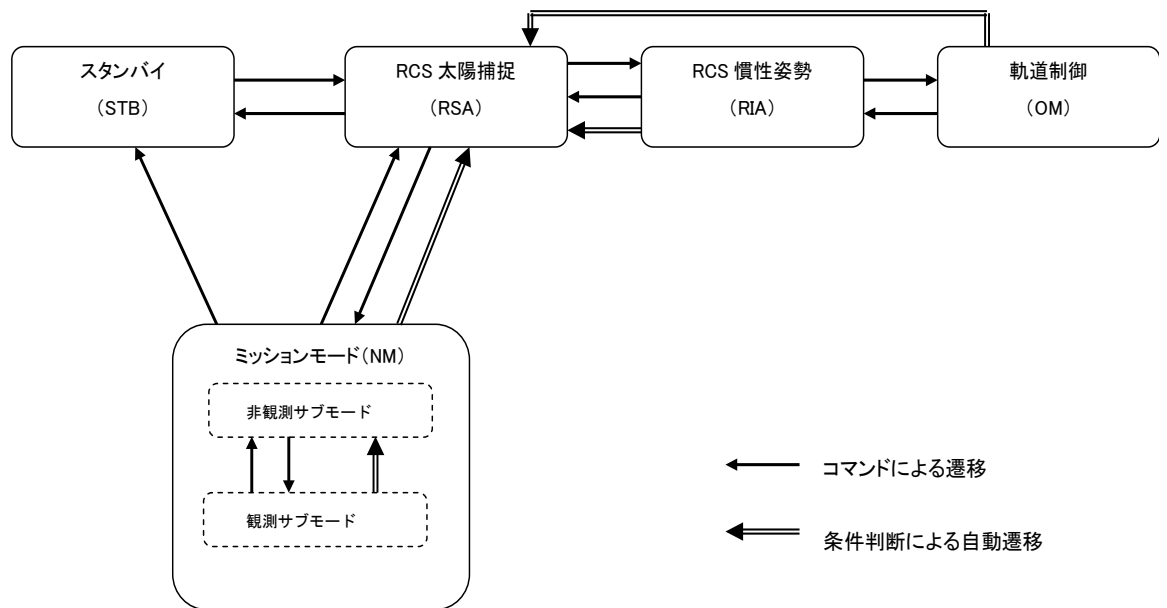 スタンバイ
(STB)
RCS 太陽捕捉
(RSA)
RCS 慣性姿勢
(RIA)
軌道制御
(OM)
ミッションモード(NM)
非観測サブモード
観測サブモード
コマンドによる遷移
条件判断による自動遷移